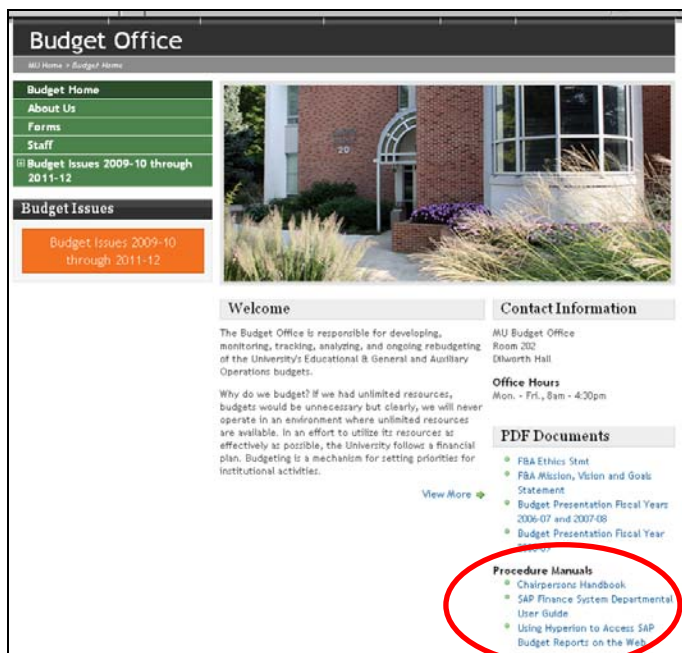 Budget Office
MU Home > Budget Home
Budget Home
About Us
Forms
Staff
Budget Issues 2009-10 through
2011-12
Budget Issues
Budget Issues 2009-10
through 2011-12
20
Welcome
The Budget Office is responsible for developing,
monitoring, tracking, analyzing, and ongoing rebudgeting
of the University's Educational & General and Auxiliary
Operations budgets.
Why do we budget? If we had unlimited resources,
budgets would be unnecessary but clearly, we will never
operate in an environment where unlimited resources
are available. In an effort to utilize its resources as
effectively as possible, the University follows a financial
plan. Budgeting is a mechanism for setting priorities for
institutional activities.
View More
Contact Information
MU Budget Office
Room 202
Dilworth Hall
Office Hours
Mon. - Fri., 8am - 4:30pm
PDF Documents
F&A Ethics Stmt
F&A Mission, Vision and Goals
Statement
Budget Presentation Fiscal Years
2006-07 and 2007-08
Budget Presentation Fiscal Year
Procedure Manuals
Chairpersons Handbook
SAP Finance System Departmental
User Guide
Using Hyperion to Access SAP
Budget Reports on the Web